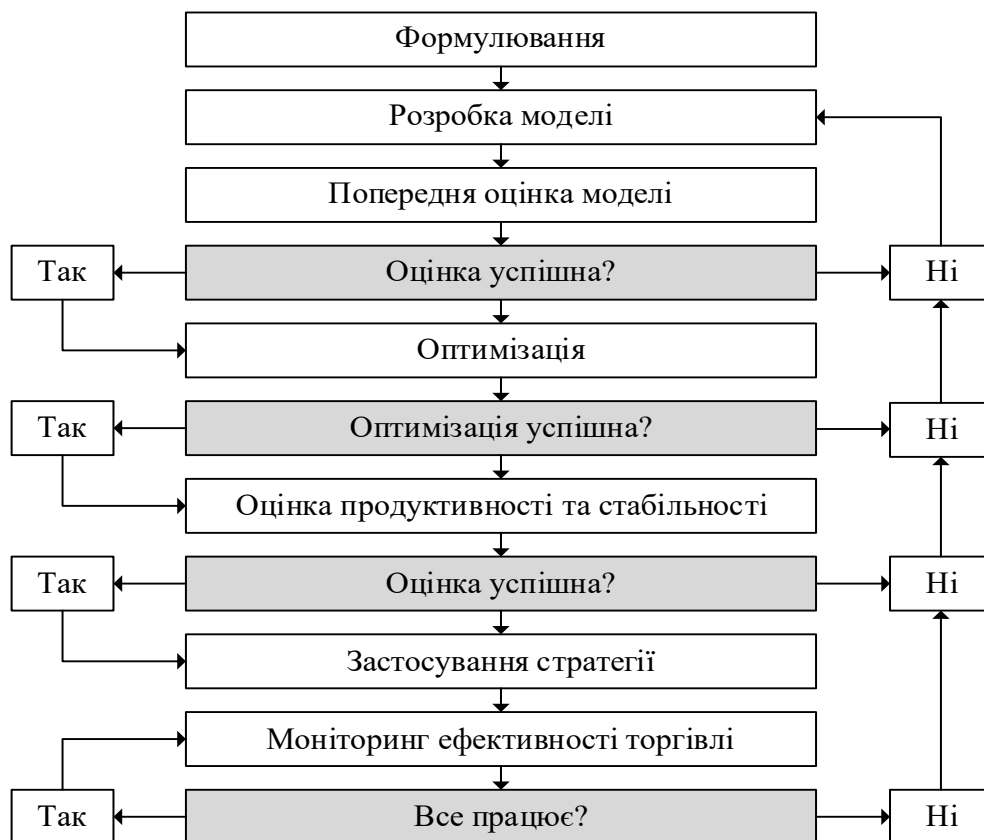 Формулювання
Розробка моделі
Попередня оцінка моделі
Так
Оцінка успішна?
Ні
Оптимізація
Так
Оптимізація успішна?
Ні
Оцінка продуктивності та стабільності
Так
Оцінка успішна?
Ні
Застосування стратегії
Моніторинг ефективності торгівлі
Так
Все працює?
Ні